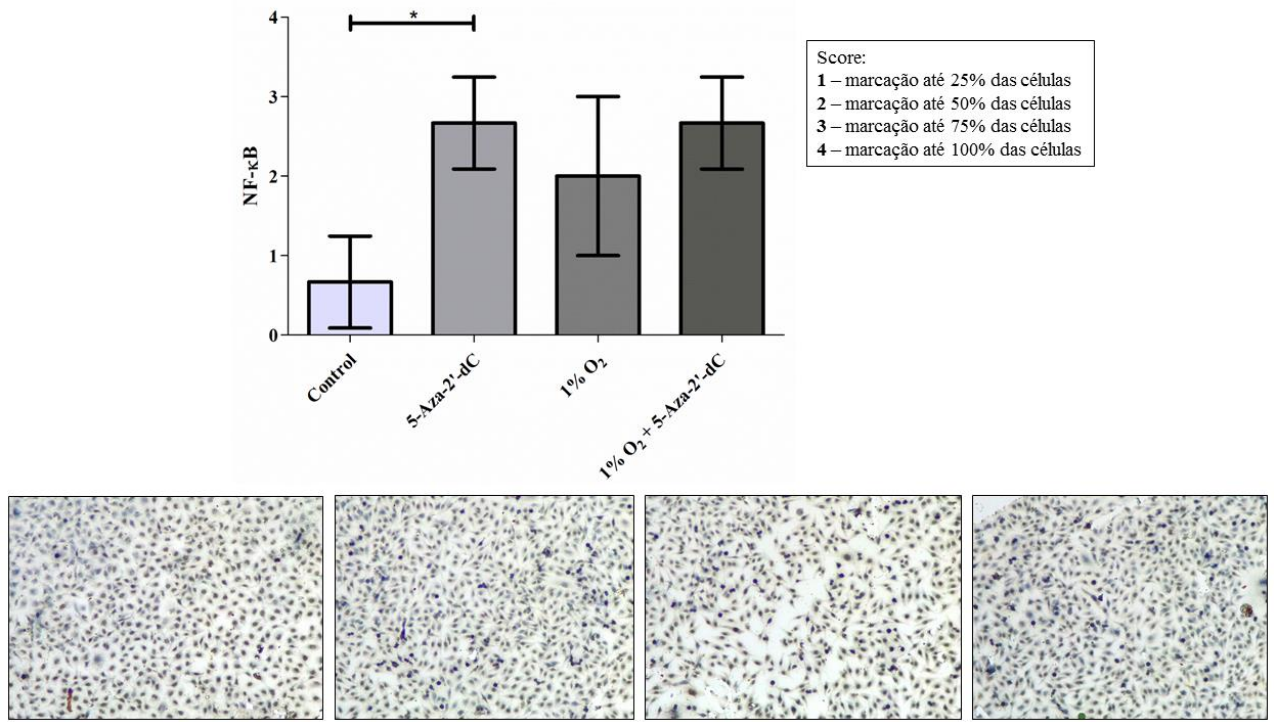 4
*
3
2
1
0
NF-κB
Control
5-Aza-2'-dC
1% O₂
1% O₂ + 5-Aza-2'-dC
Score:
1 – marcação até 25% das células
2 – marcação até 50% das células
3 – marcação até 75% das células
4 – marcação até 100% das células